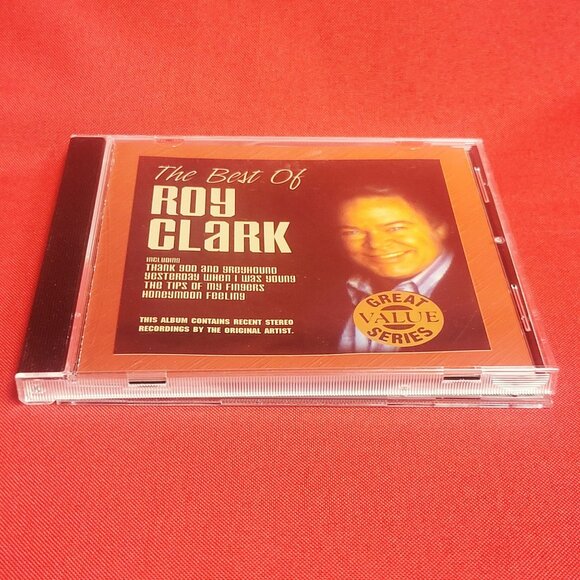 The Best Of
ROY
CLARK
INCLUDING
THANK GOD AND GREYHOUND
YESTERDAY WHEN I WAS YOUNG
THE TIPS OF MY FINGERS
HONEYMOON FEELING
THIS ALBUM CONTAINS RECENT STEREO
RECORDINGS BY THE ORIGINAL ARTIST.
GREAT
VALUE
SERIES